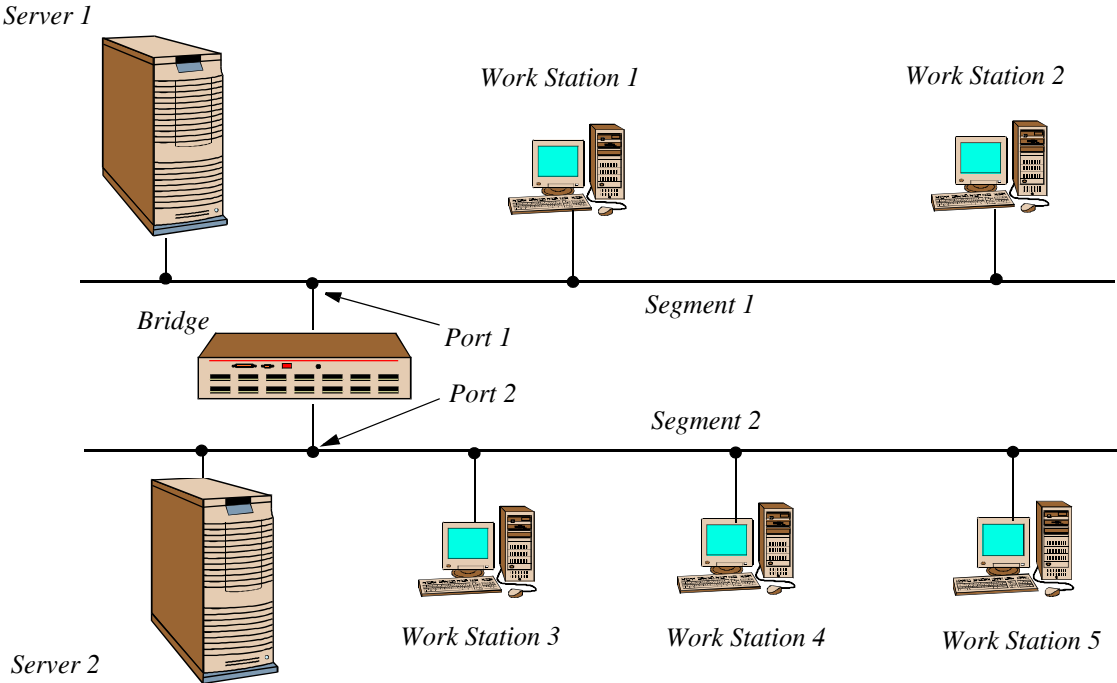 Server 1
Work Station 1
Work Station 2
Segment 1
Bridge
Port 1
Port 2
Segment 2
Work Station 3
Work Station 4
Work Station 5
Server 2